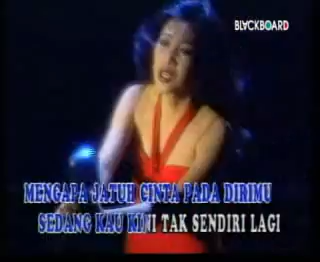 BLACKBOARD
MENGAPA JATUH CINTA PADA DIRIMU
SEDANG KAU KINI TAK SENDIRI LAGI